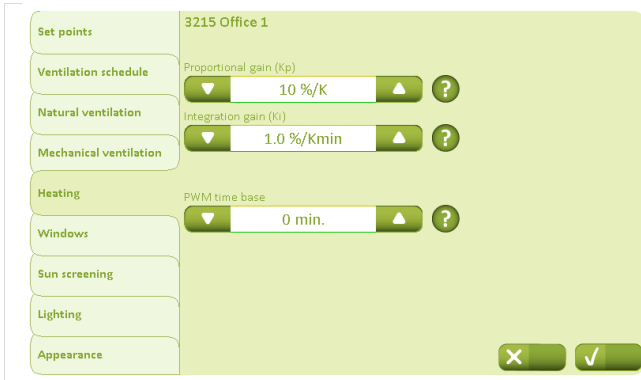 3215 Office 1
Set points
Ventilation schedule
Natural ventilation
Mechanical ventilation
Heating
Windows
Sun screening
Lighting
Appearance
Proportional gain (Kp)
10 %/K
?
Integration gain (Ki)
1.0 %/Kmin
?
PWM time base
0 min.
?